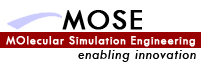 MOSE
MOlecular Simulation Engineering
enabling innovation